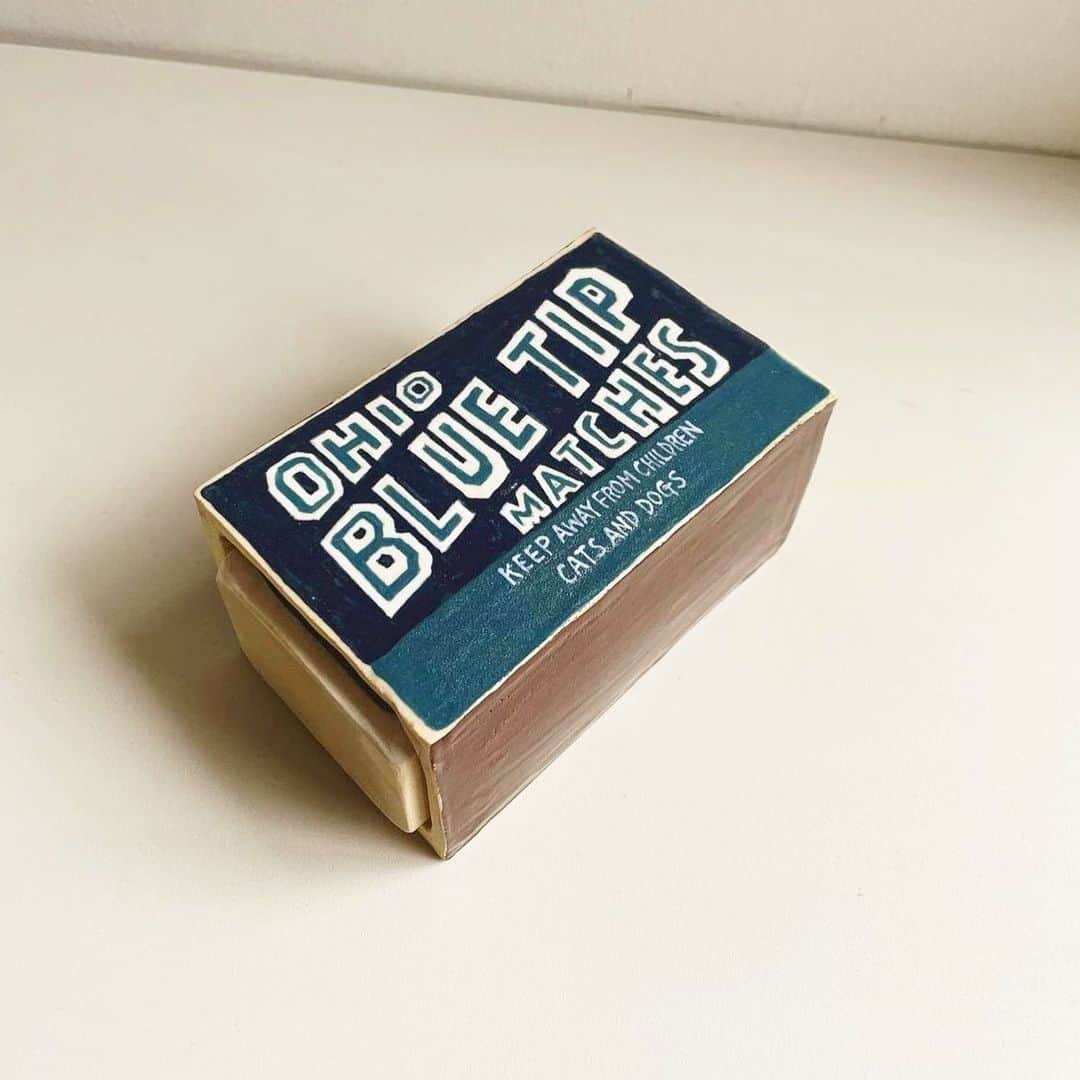 OHIO
BLUE TIP
MATCHES
KEEP AWAY FROM CHILDREN
CATS AND DOGS